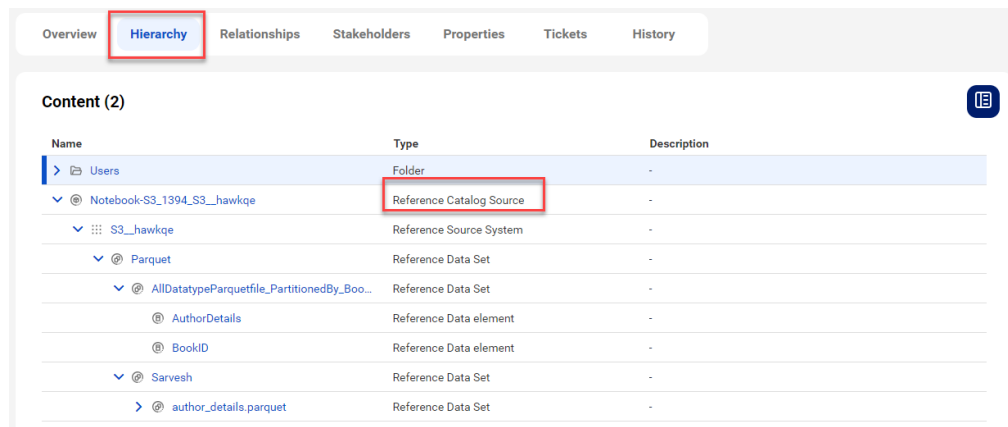 Overview Hierarchy Relationships Stakeholders Properties Tickets History
Content (2)
Name Type Description
Users Folder -
Notebook-S3_1394_S3__hawkqe Reference Catalog Source -
S3__hawkqe Reference Source System -
Parquet Reference Data Set -
AllDatatypeParquetfile_PartitionedBy_Boo... Reference Data Set -
AuthorDetails Reference Data element -
BookID Reference Data element -
Sarvesh Reference Data Set -
author_details.parquet Reference Data Set -